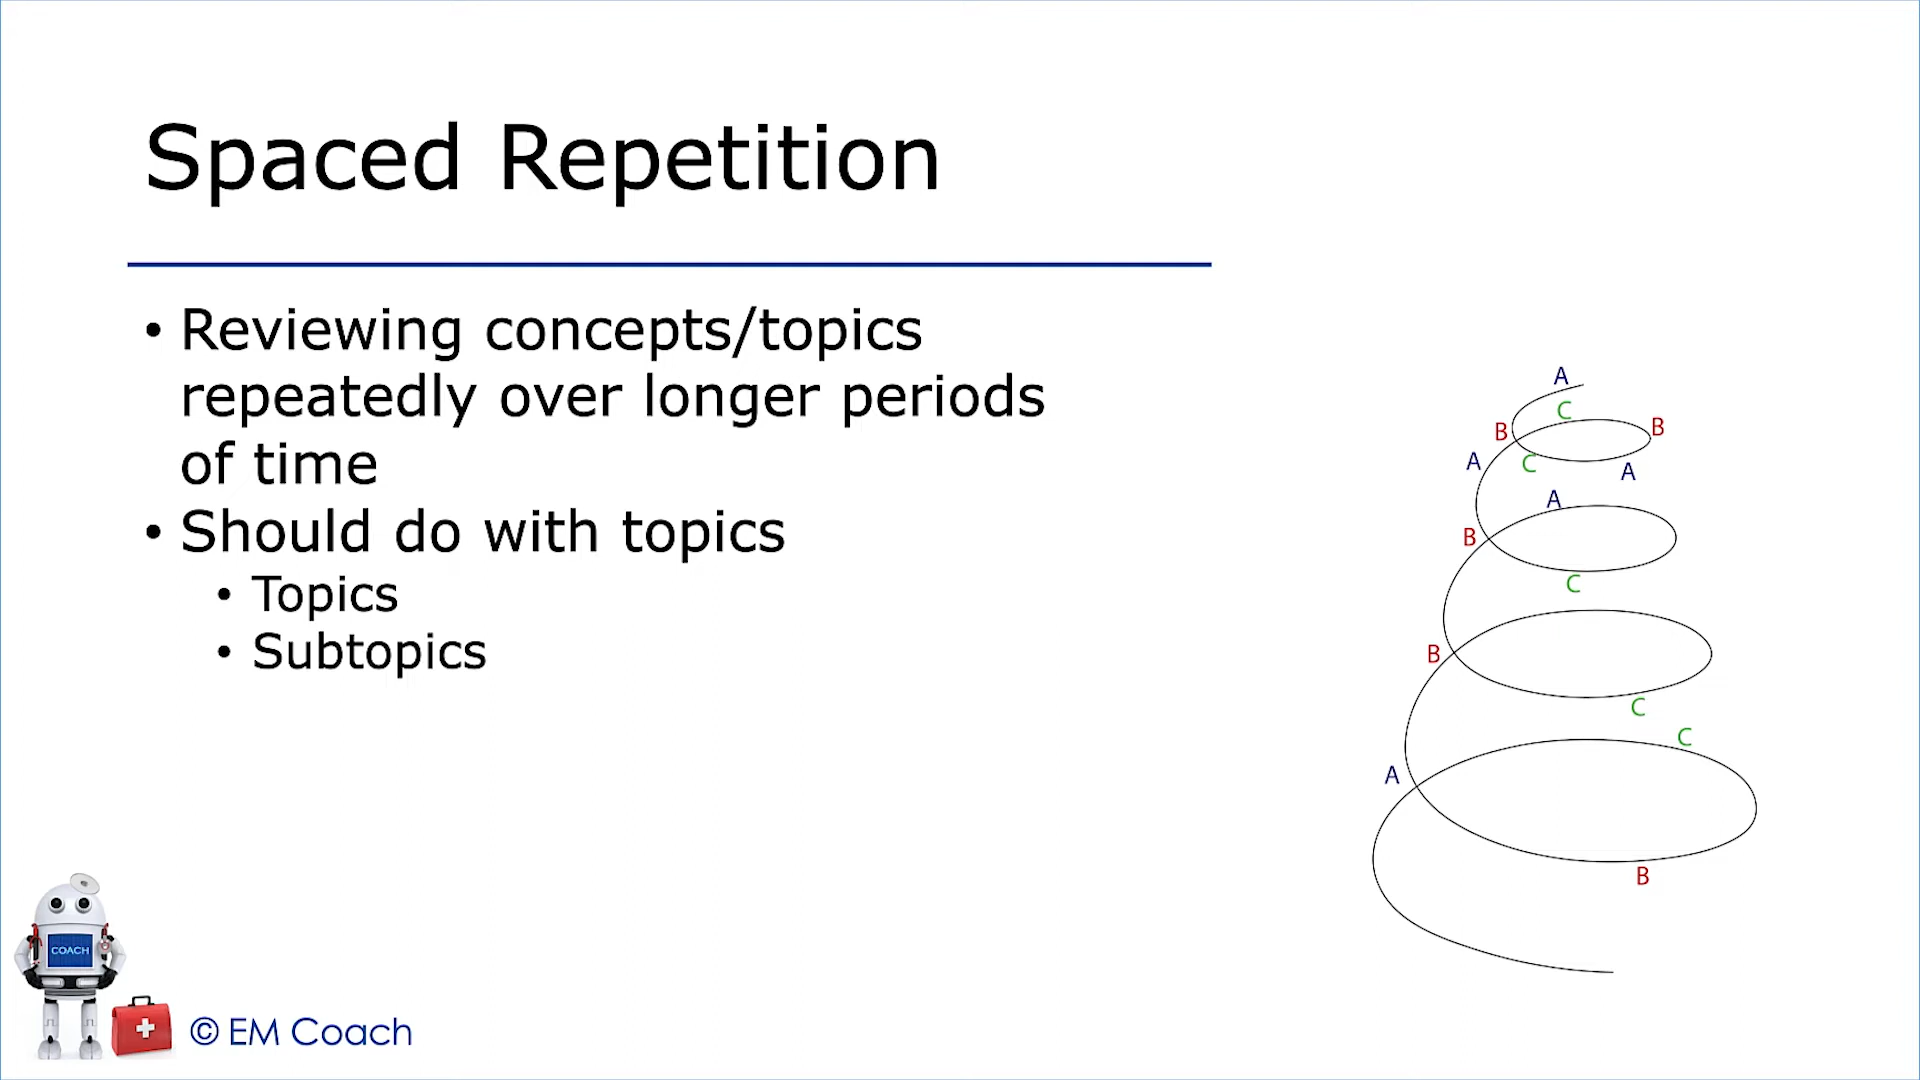 Spaced Repetition
• Reviewing concepts/topics
repeatedly over longer periods
of time
• Should do with topics
• Topics
• Subtopics
A
C
B
B
A
C
A
A
B
C
B
C
C
A
B
COACH
© EM Coach